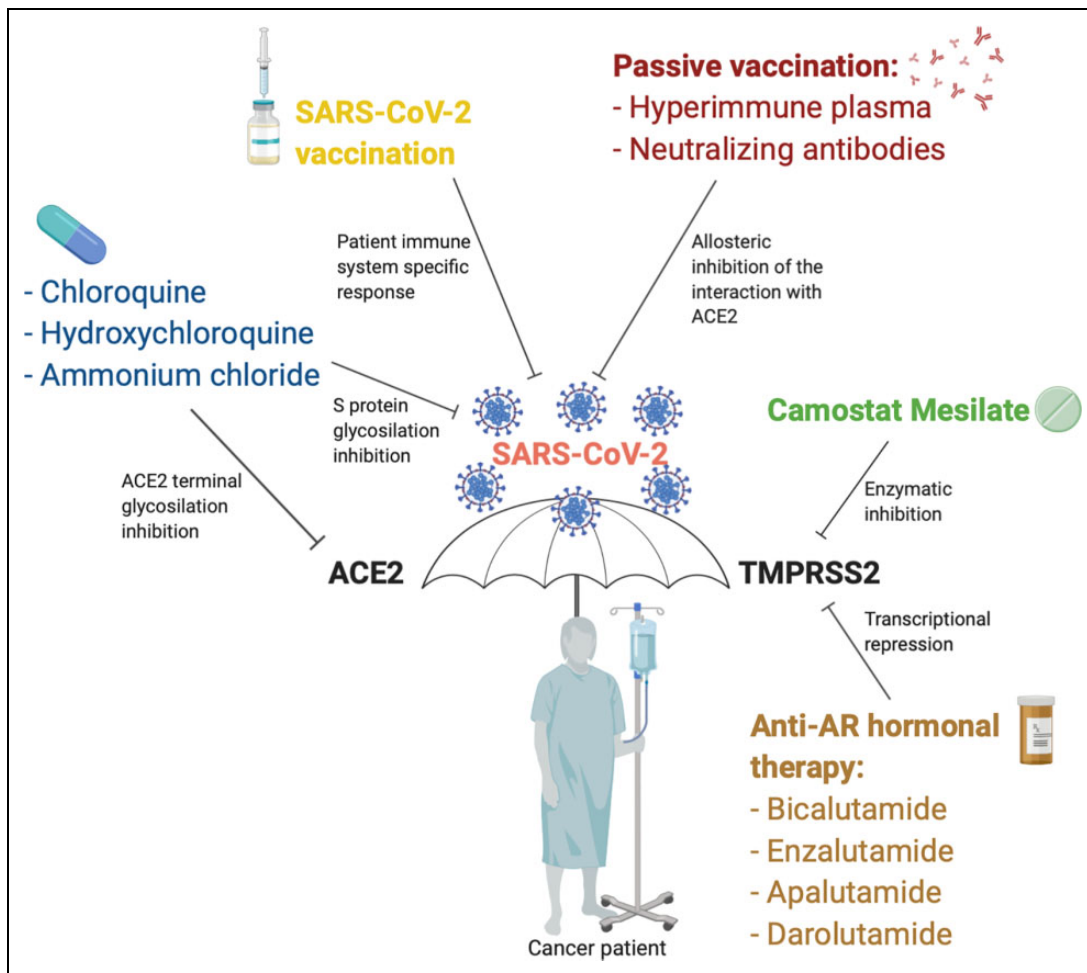 SARS-CoV-2
vaccination
Passive vaccination:
- Hyperimmune plasma
- Neutralizing antibodies
Patient immune
system specific
response
Allosteric
inhibition of the
interaction with
ACE2
- Chloroquine
- Hydroxychloroquine
- Ammonium chloride
S protein
glycosilation
inhibition
SARS-CoV-2
Camostat Mesilate
ACE2 terminal
glycosilation
inhibition
Enzymatic
inhibition
ACE2
TMPRSS2
Transcriptional
repression
Anti-AR hormonal
therapy:
- Bicalutamide
- Enzalutamide
- Apalutamide
- Darolutamide
Cancer patient